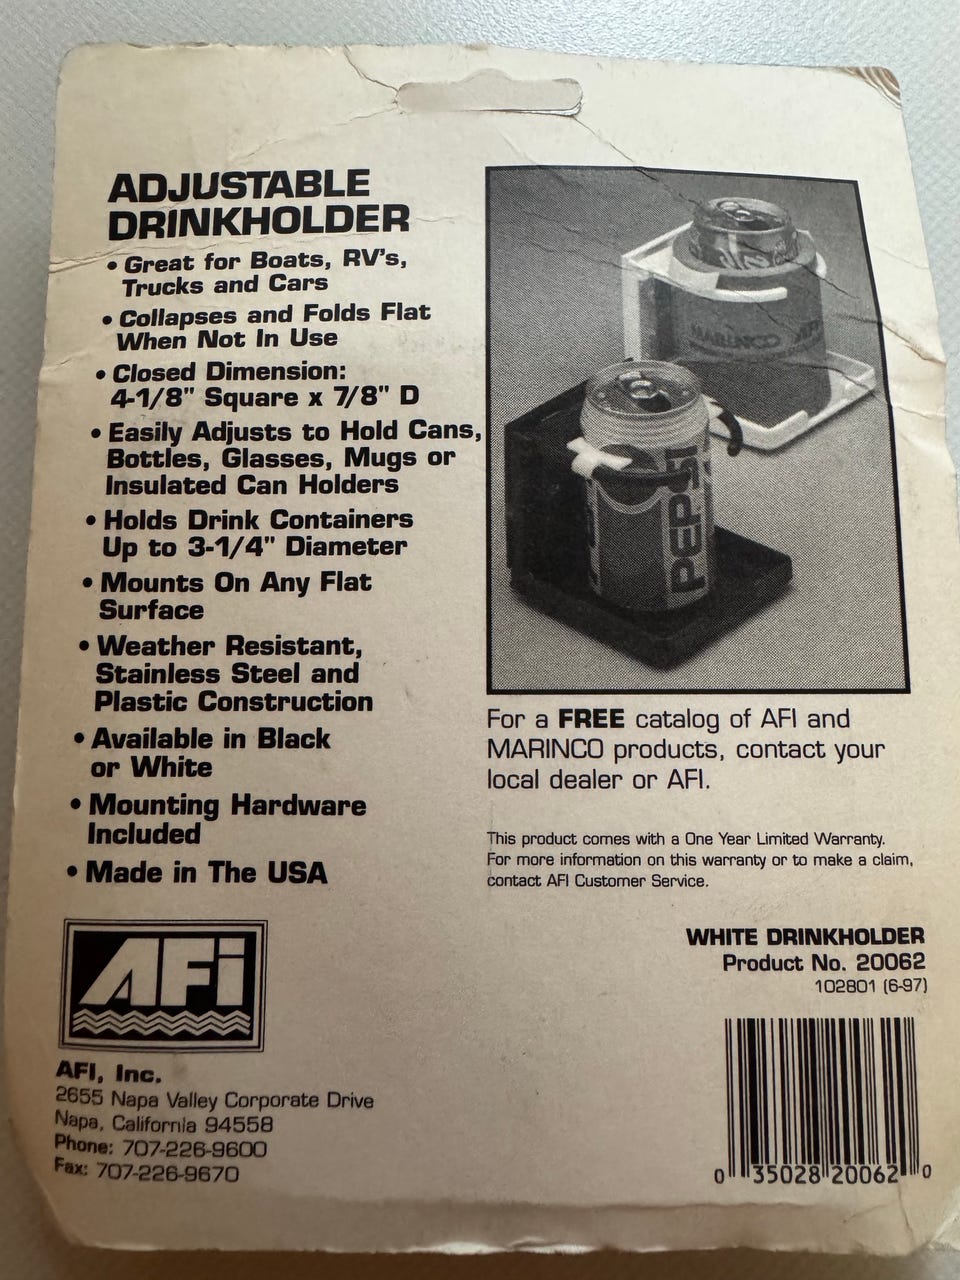 ADJUSTABLE
DRINKHOLDER
• Great for Boats, RV's,
Trucks and Cars
• Collapses and Folds Flat
When Not In Use
• Closed Dimension:
4-1/8" Square x 7/8" D
• Easily Adjusts to Hold Cans,
Bottles, Glasses, Mugs or
Insulated Can Holders
• Holds Drink Containers
Up to 3-1/4" Diameter
• Mounts On Any Flat
Surface
• Weather Resistant,
Stainless Steel and
Plastic Construction
• Available in Black
or White
• Mounting Hardware
Included
• Made in The USA
AFi
AFI, Inc.
2655 Napa Valley Corporate Drive
Napa, California 94558
Phone: 707-226-9600
Fax: 707-226-9670
MARINCO
PEPSI
For a FREE catalog of AFI and
MARINCO products, contact your
local dealer or AFI.
This product comes with a One Year Limited Warranty.
For more information on this warranty or to make a claim,
contact AFI Customer Service.
WHITE DRINKHOLDER
Product No. 20062
102801 (6-97)
0 35028 20062 0